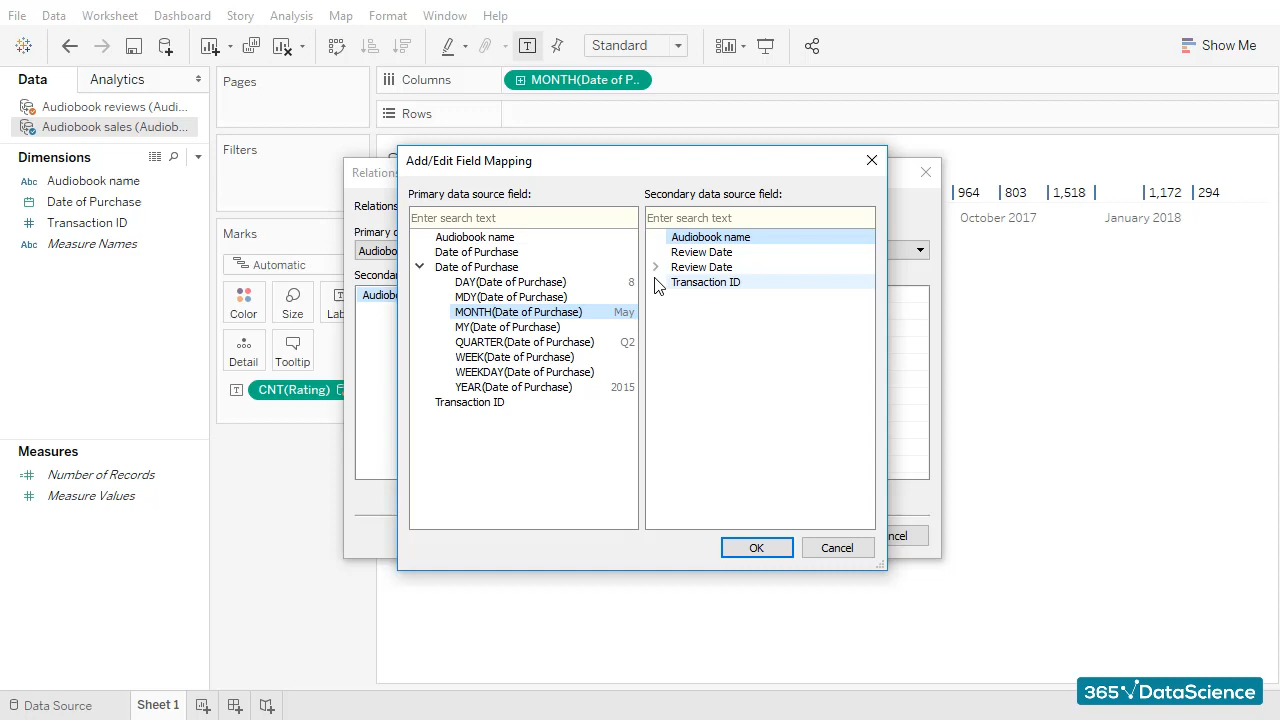 File Data Worksheet Dashboard Story Analysis Map Format Window Help
Standard
Show Me
Data Analytics
Pages
Columns
MONTH(Date of P..
Audiobook reviews (Audi...
Audiobook sales (Audiob...
Rows
Filters
Dimensions
Abc Audiobook name
Date of Purchase
Abc Transaction ID
Abc Measure Names
Marks
Automatic
Color Size
Detail Tooltip
CNT(Rating)
Measures
Number of Records
Measure Values
Add/Edit Field Mapping
Primary data source field:
Enter search text
Audiobook name
Date of Purchase
Date of Purchase
DAY(Date of Purchase) 8
MDY(Date of Purchase)
MONTH(Date of Purchase) May
MY(Date of Purchase)
QUARTER(Date of Purchase) Q2
WEEK(Date of Purchase)
WEEKDAY(Date of Purchase)
YEAR(Date of Purchase) 2015
Transaction ID
Secondary data source field:
Enter search text
Audiobook name
Review Date
Review Date
Transaction ID
OK Cancel
964 803 1,518 1,172 294
October 2017 January 2018
Data Source Sheet 1
365 DataScience